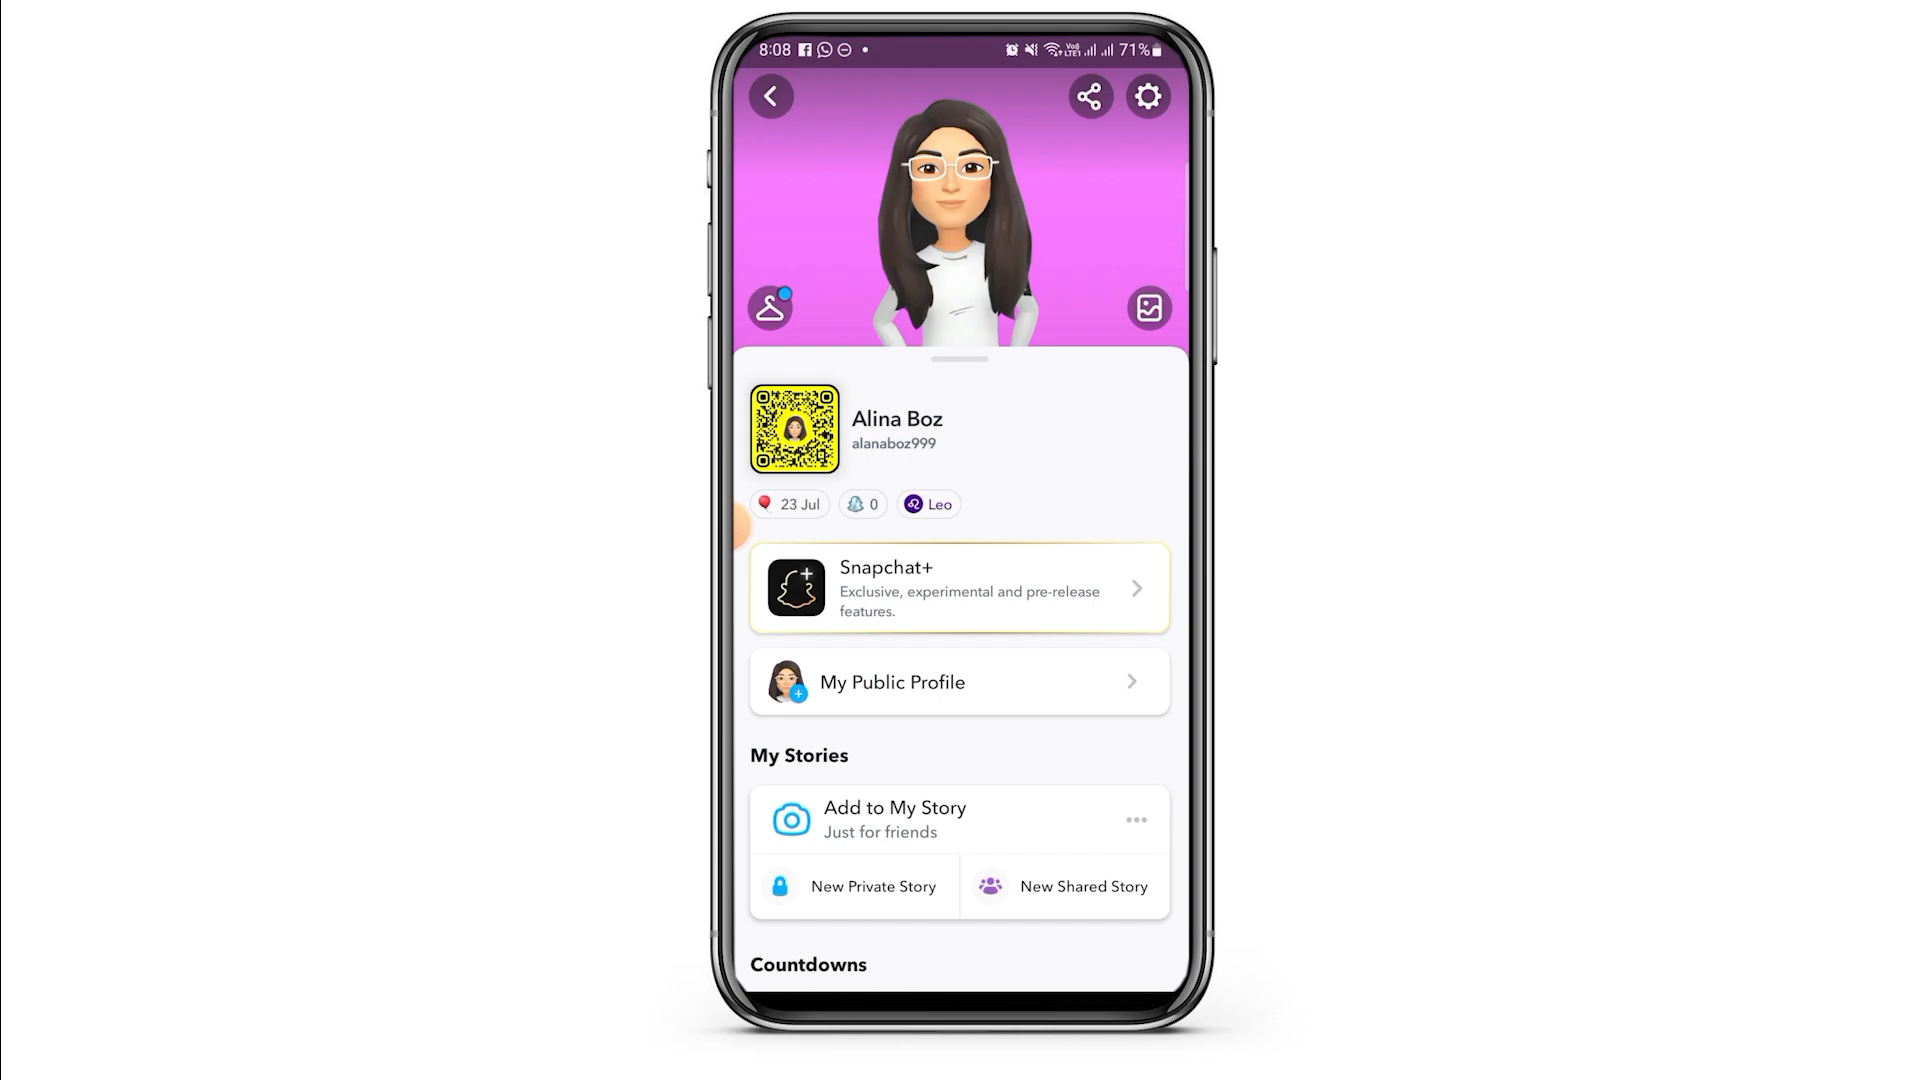 8:08 71%
Alina Boz
alanaboz999
23 Jul 0 Leo
Snapchat+
Exclusive, experimental and pre-release
features.
My Public Profile
My Stories
Add to My Story
Just for friends
New Private Story New Shared Story
Countdowns